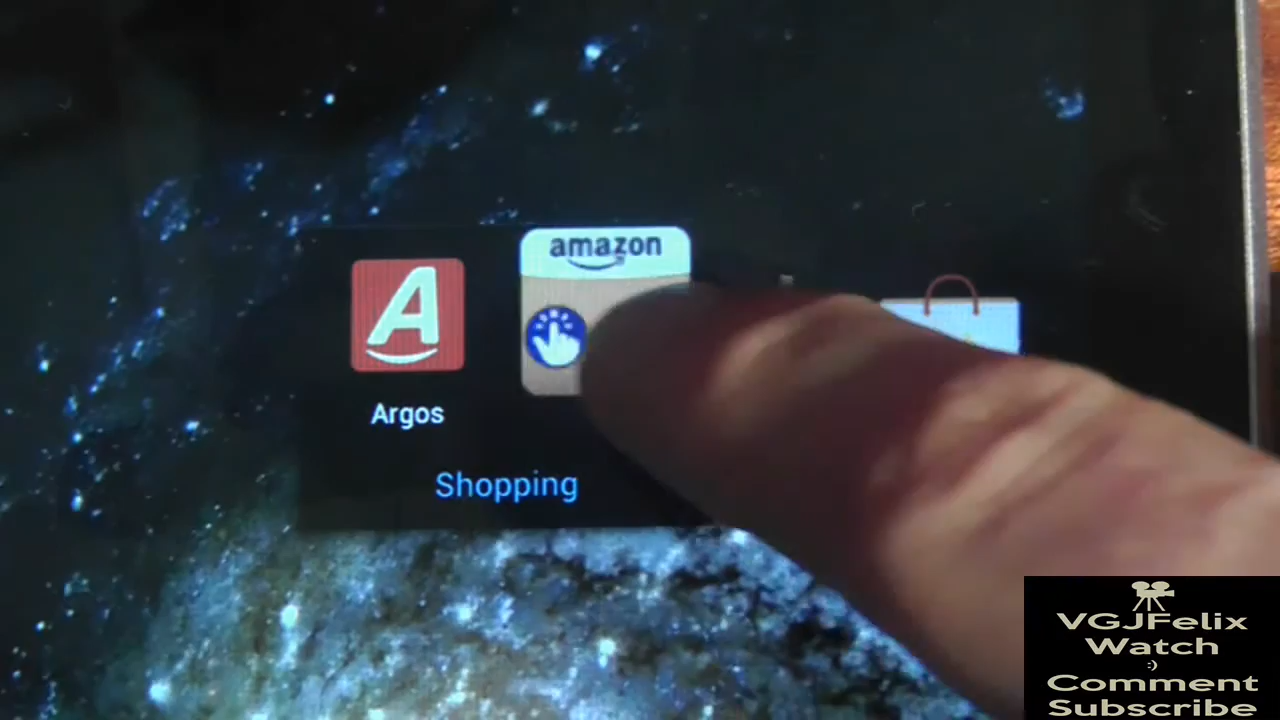 amazon
A
Argos
Shopping
VGJFelix
Watch
:)
Comment
Subscribe